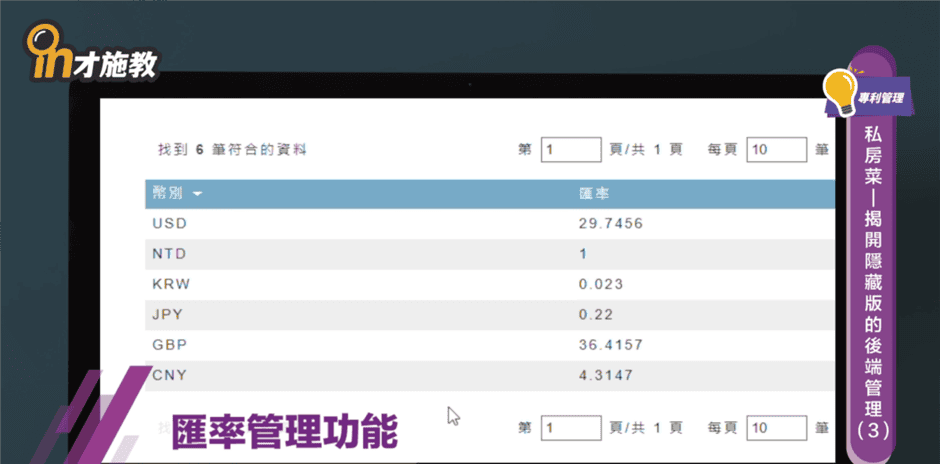 in才施教
專利管理
私房菜—揭開隱藏版的後端管理(3)
找到 6 筆符合的資料 第 1 頁/共 1 頁 每頁 10 筆
幣別 匯率
USD 29.7456
NTD 1
KRW 0.023
JPY 0.22
GBP 36.4157
CNY 4.3147
找 第 1 頁/共 1 頁 每頁 10 筆
匯率管理功能